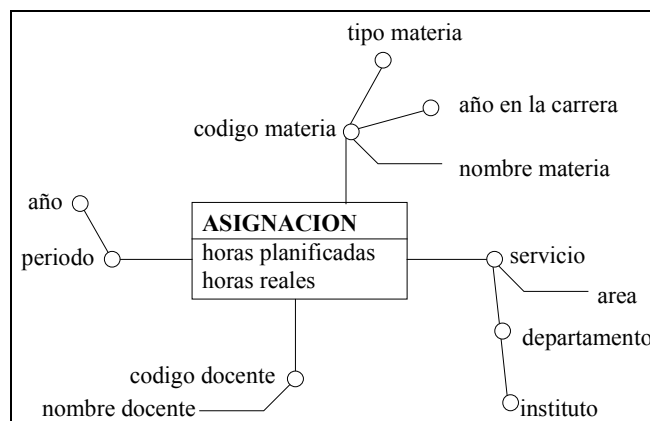 tipo materia
año en la carrera
codigo materia
nombre materia
año
ASIGNACION
horas planificadas
horas reales
periodo
servicio
area
departamento
codigo docente
nombre docente
instituto